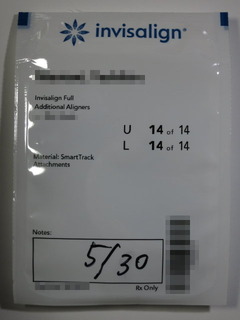 invisalign®
Invisalign Full
Additional Aligners
U 14 of 14
L 14 of 14
Material: SmartTrack
Attachments
Notes:
5/30
Rx Only